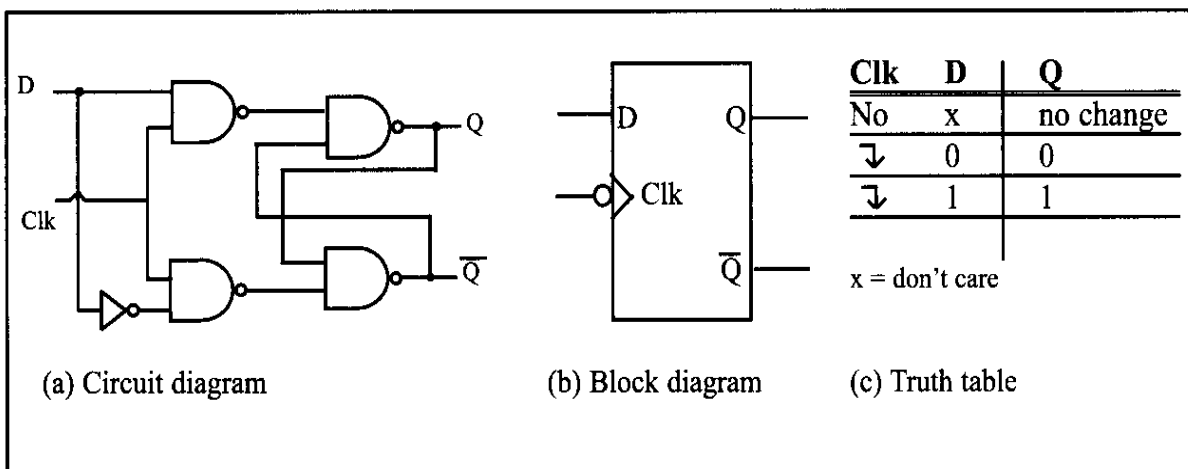 D
Clk
Q
Q̅
(a) Circuit diagram
D
Clk
Q
Q̅
(b) Block diagram
Clk D Q
No x no change
↴ 0 0
↴ 1 1
x = don't care
(c) Truth table